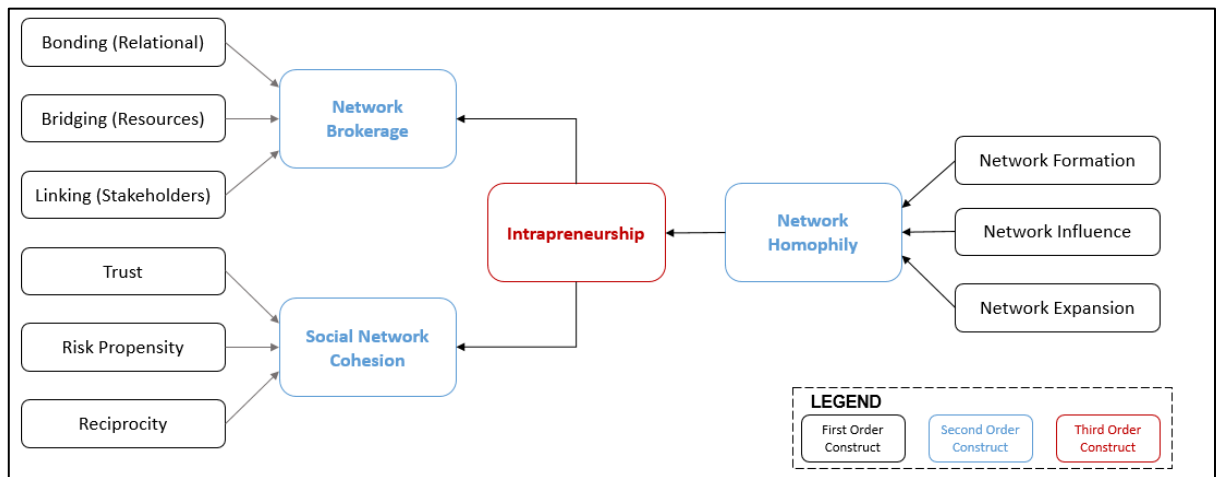 Bonding (Relational)
Bridging (Resources)
Linking (Stakeholders)
Network
Brokerage
Trust
Risk Propensity
Reciprocity
Social Network
Cohesion
Intrapreneurship
Network
Homophily
Network Formation
Network Influence
Network Expansion
LEGEND
First Order
Construct
Second Order
Construct
Third Order
Construct